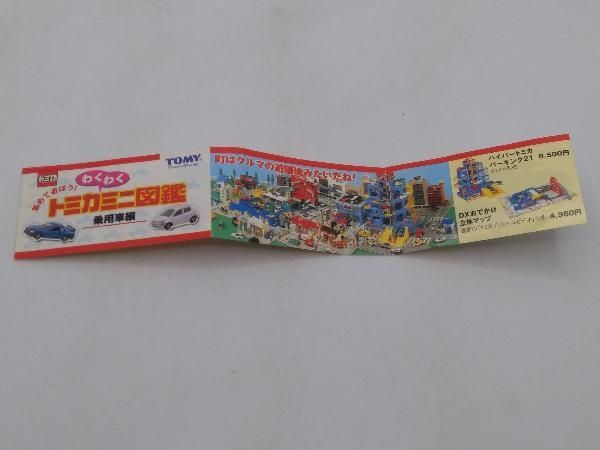 トミカ
TOMY
集めて遊ぼう!
わくわく
トミカミニ図鑑
乗用車編
町はクルマの遊園地みたいだね!
ハイパートミカ
パーキング21 8,500円
DXおでかけ
立体マップ
4,980円